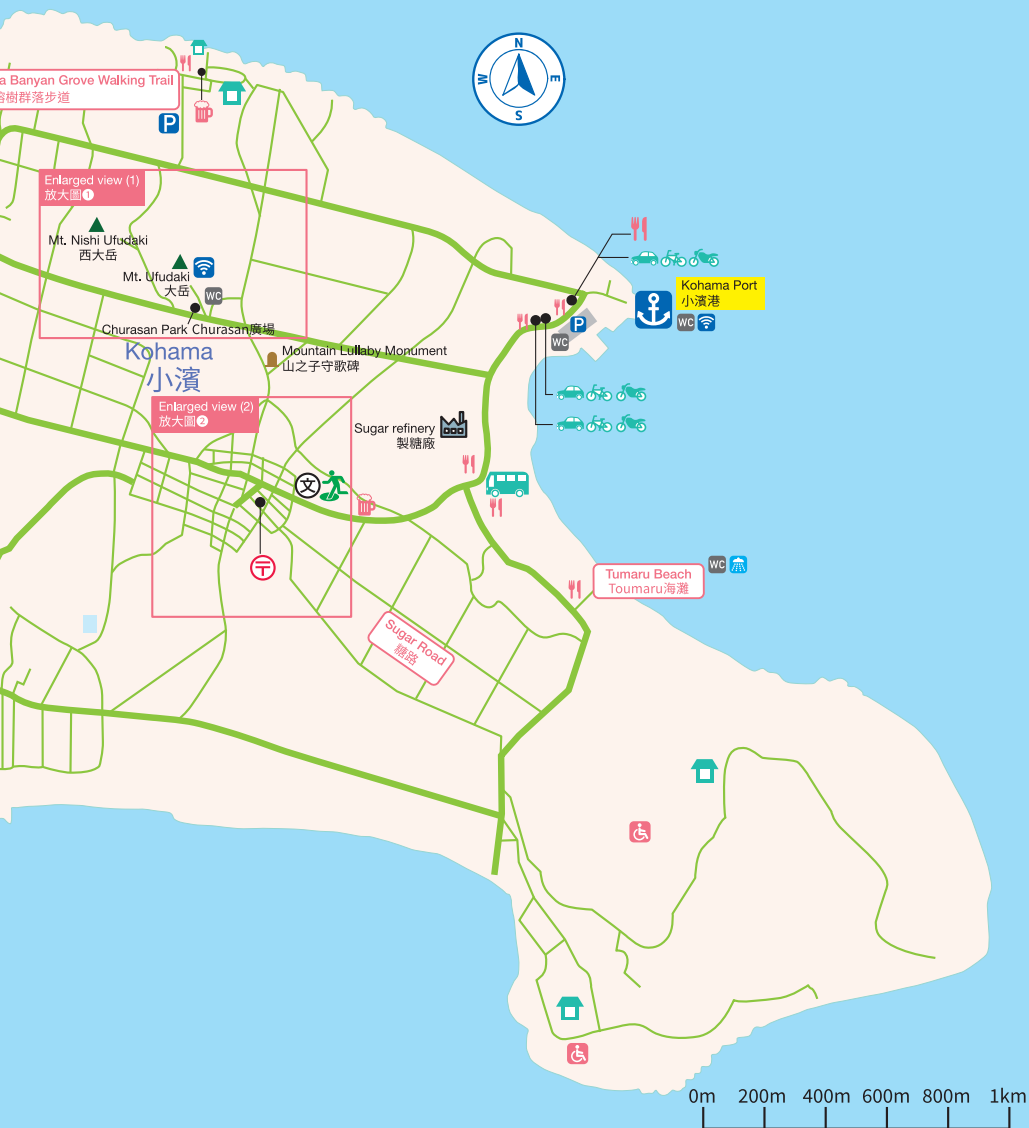 N
W
E
S
a Banyan Grove Walking Trail
榕樹群落步道
P
Enlarged view (1)
放大圖❶
Mt. Nishi Ufudaki
西大岳
Mt. Ufudaki
大岳
WC
Churasan Park Churasan廣場
Kohama Port
小濱港
WC
P
WC
Kohama
小濱
Mountain Lullaby Monument
山之子守歌碑
Enlarged view (2)
放大圖❷
Sugar refinery
製糖廠
文
〒
Tumaru Beach
Toumaru海灘
WC
Sugar Road
糖路
0m 200m 400m 600m 800m 1km